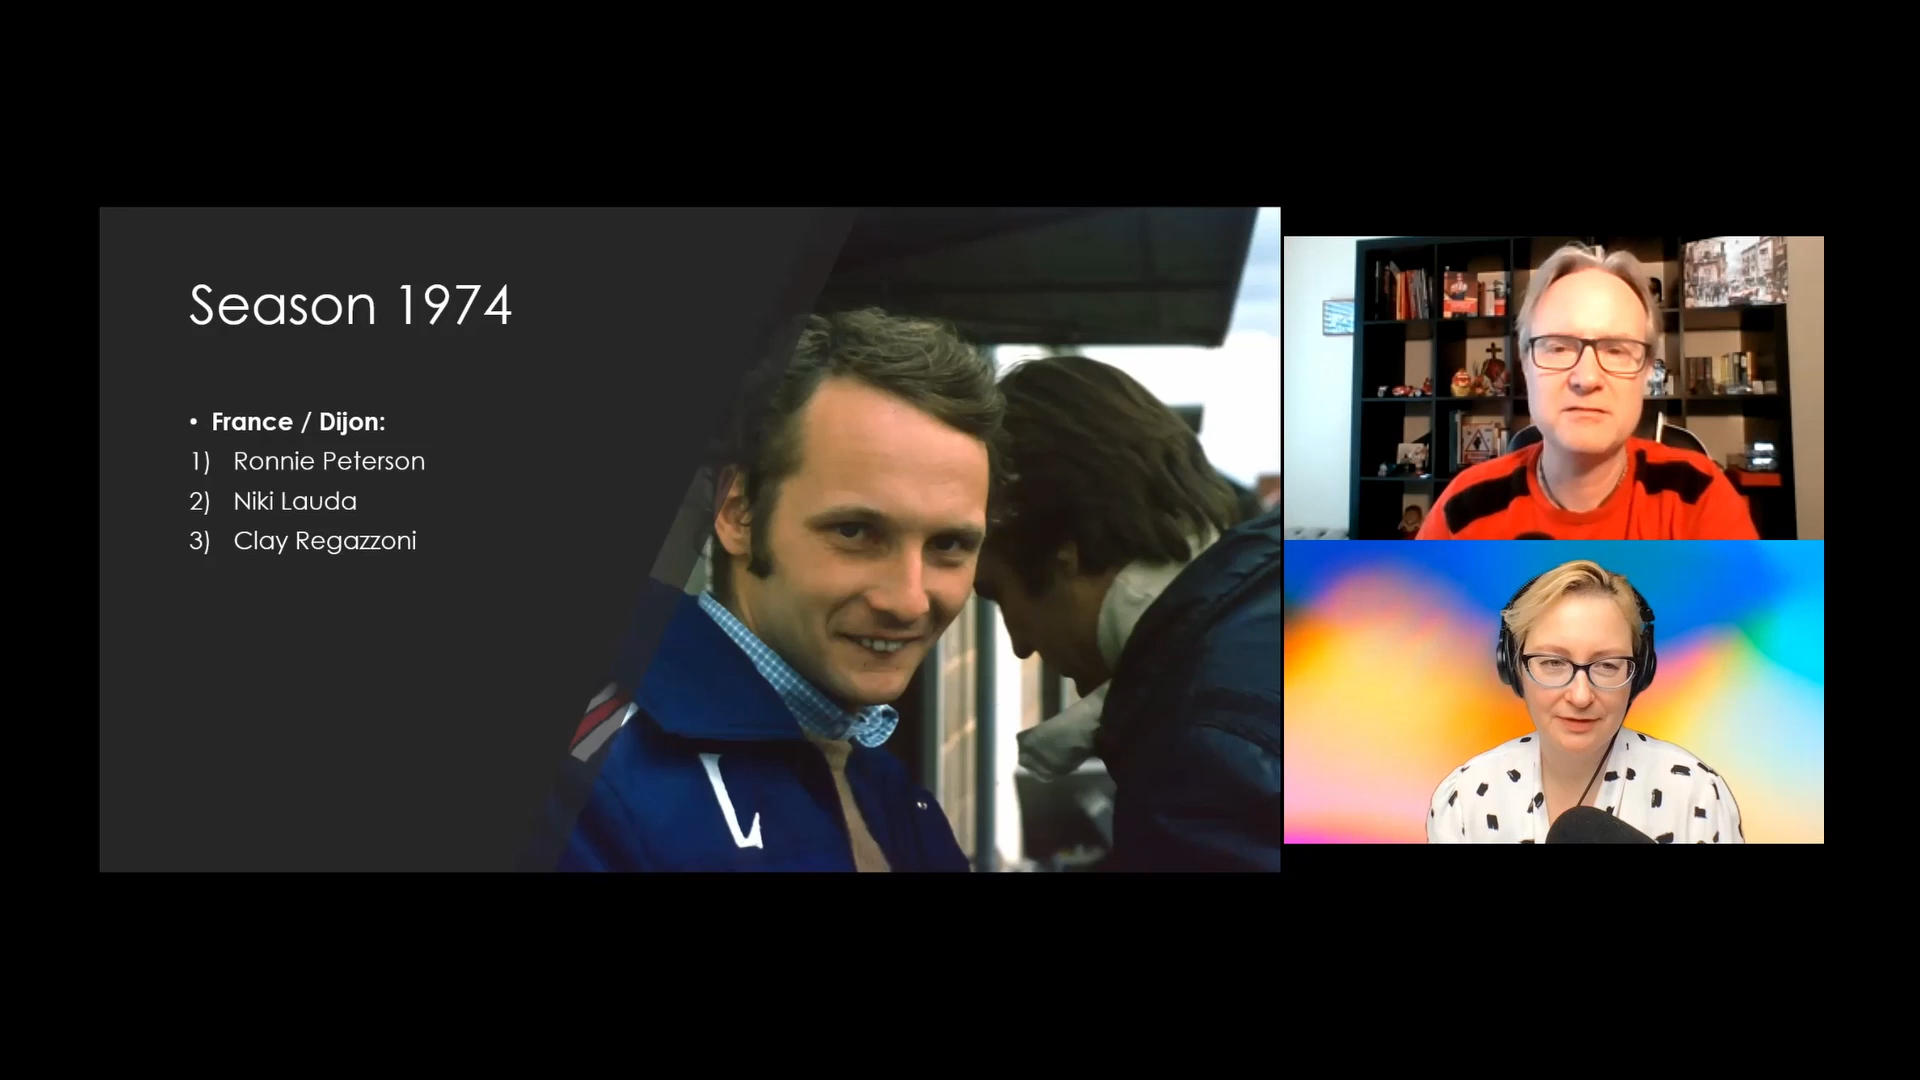 Season 1974
• France / Dijon:
1) Ronnie Peterson
2) Niki Lauda
3) Clay Regazzoni